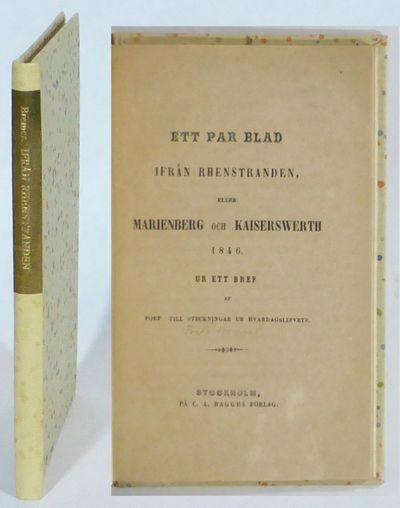 Bremer. IFRÅN RHENSTRANDEN
ETT PAR BLAD
IFRÅN RHENSTRANDEN,
ELLER
MARIENBERG OCH KAISERSWERTH
1846.
UR ETT BREF
AF
FÖRF. TILL TECKNINGAR UR HVARDAGSLIFVET.
STOCKHOLM,
PÅ C. A. BAGGES FÖRLAG.